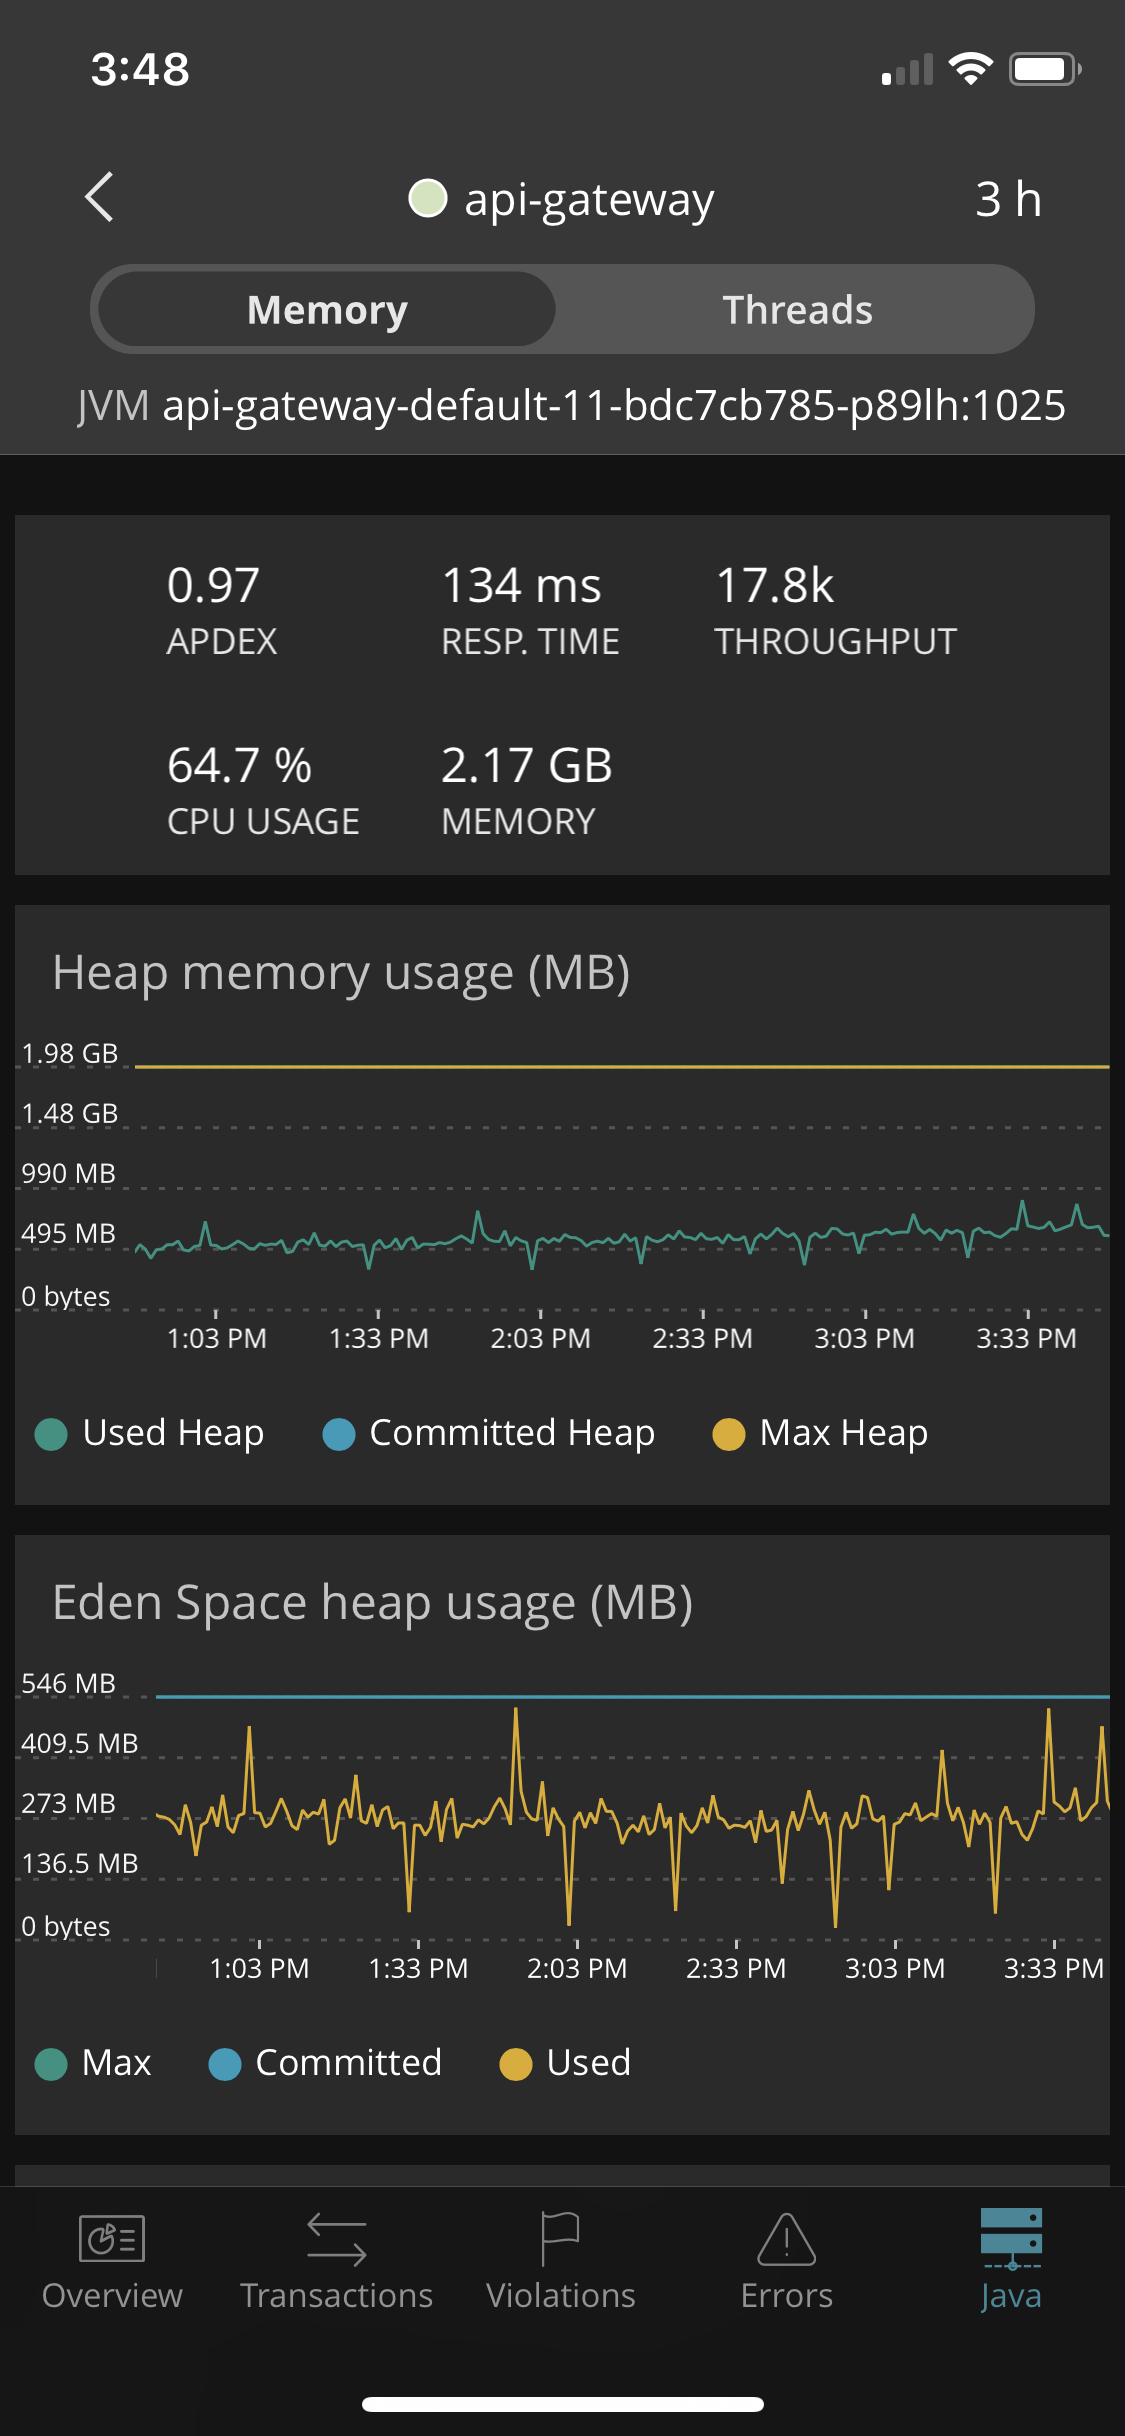 3:48
api-gateway
3 h
Memory
Threads
JVM api-gateway-default-11-bdc7cb785-p89lh:1025
0.97
134 ms
17.8k
APDEX
RESP. TIME
THROUGHPUT
64.7 %
2.17 GB
CPU USAGE
MEMORY
Heap memory usage (MB)
1.98 GB
1.48 GB
990 MB
495 MB
0 bytes
1:03 PM
1:33 PM
2:03 PM
2:33 PM
3:03 PM
3:33 PM
Used Heap
Committed Heap
Max Heap
Eden Space heap usage (MB)
546 MB
409.5 MB
273 MB
136.5 MB
0 bytes
1:03 PM
1:33 PM
2:03 PM
2:33 PM
3:03 PM
3:33 PM
Max
Committed
Used
Overview
Transactions
Violations
Errors
Java